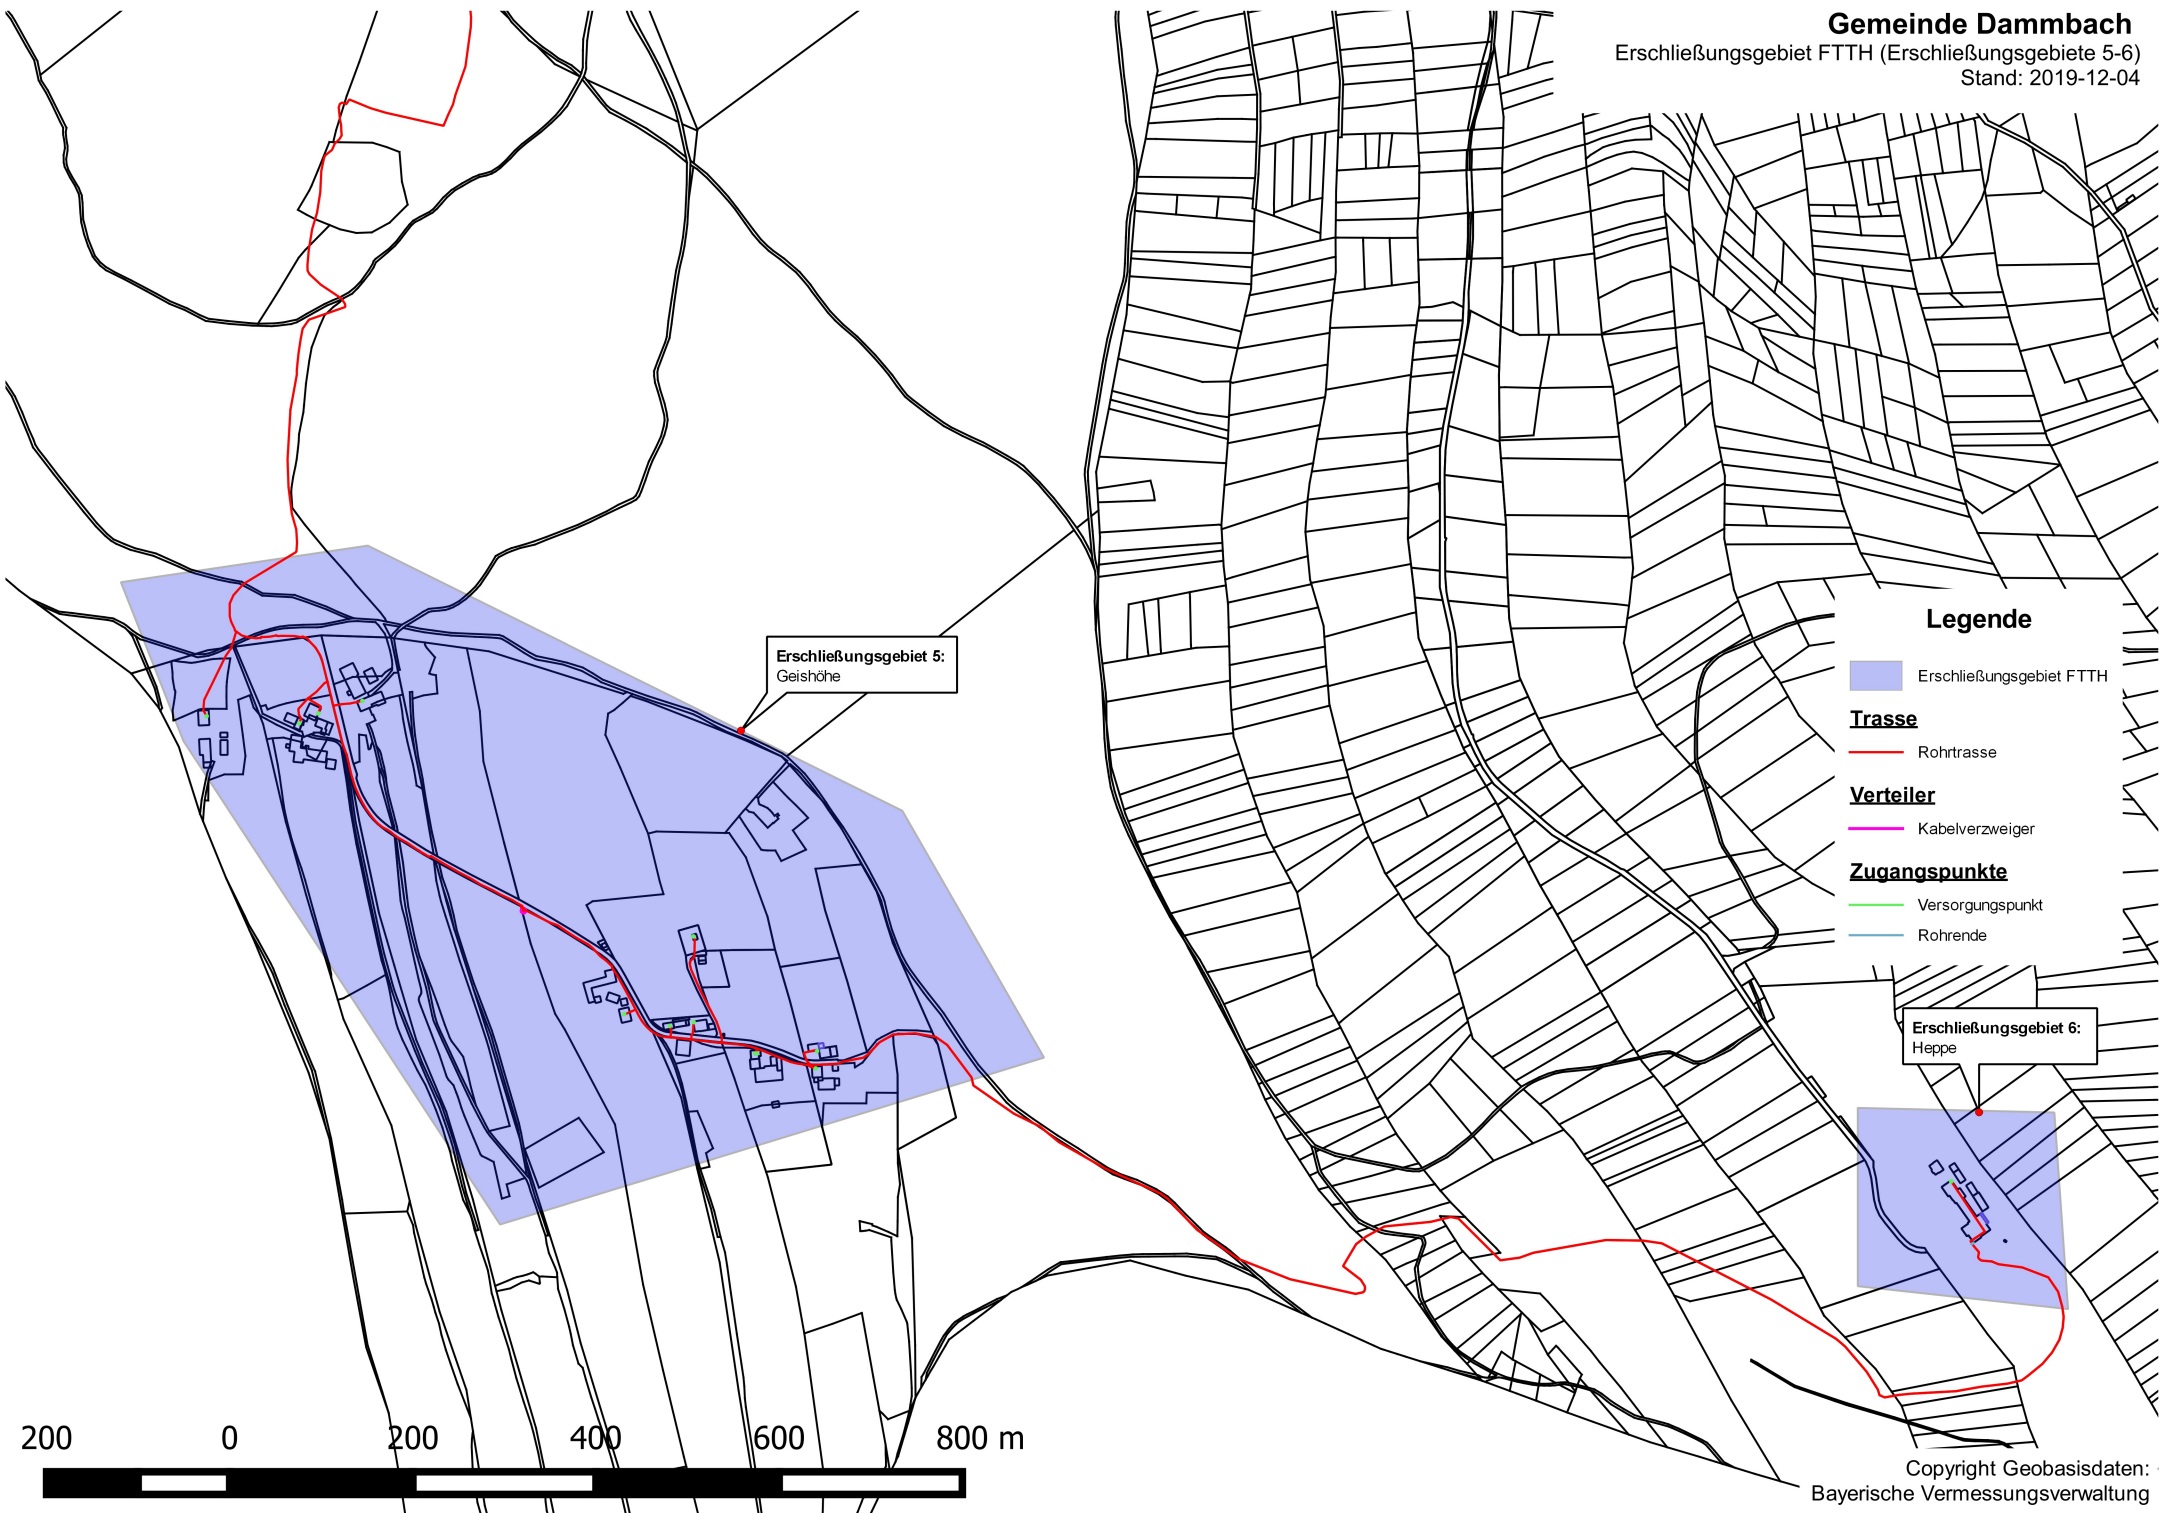 Gemeinde Dammbach
Erschließungsgebiet FTTH (Erschließungsgebiete 5-6)
Stand: 2019-12-04
Erschließungsgebiet 5:
Geishöhe
Legende
Erschließungsgebiet FTTH
Trasse
Rohrtrasse
Verteiler
Kabelverzweiger
Zugangspunkte
Versorgungspunkt
Rohrende
Erschließungsgebiet 6:
Heppe
200 0 200 400 600 800 m
Copyright Geobasisdaten:
Bayerische Vermessungsverwaltung